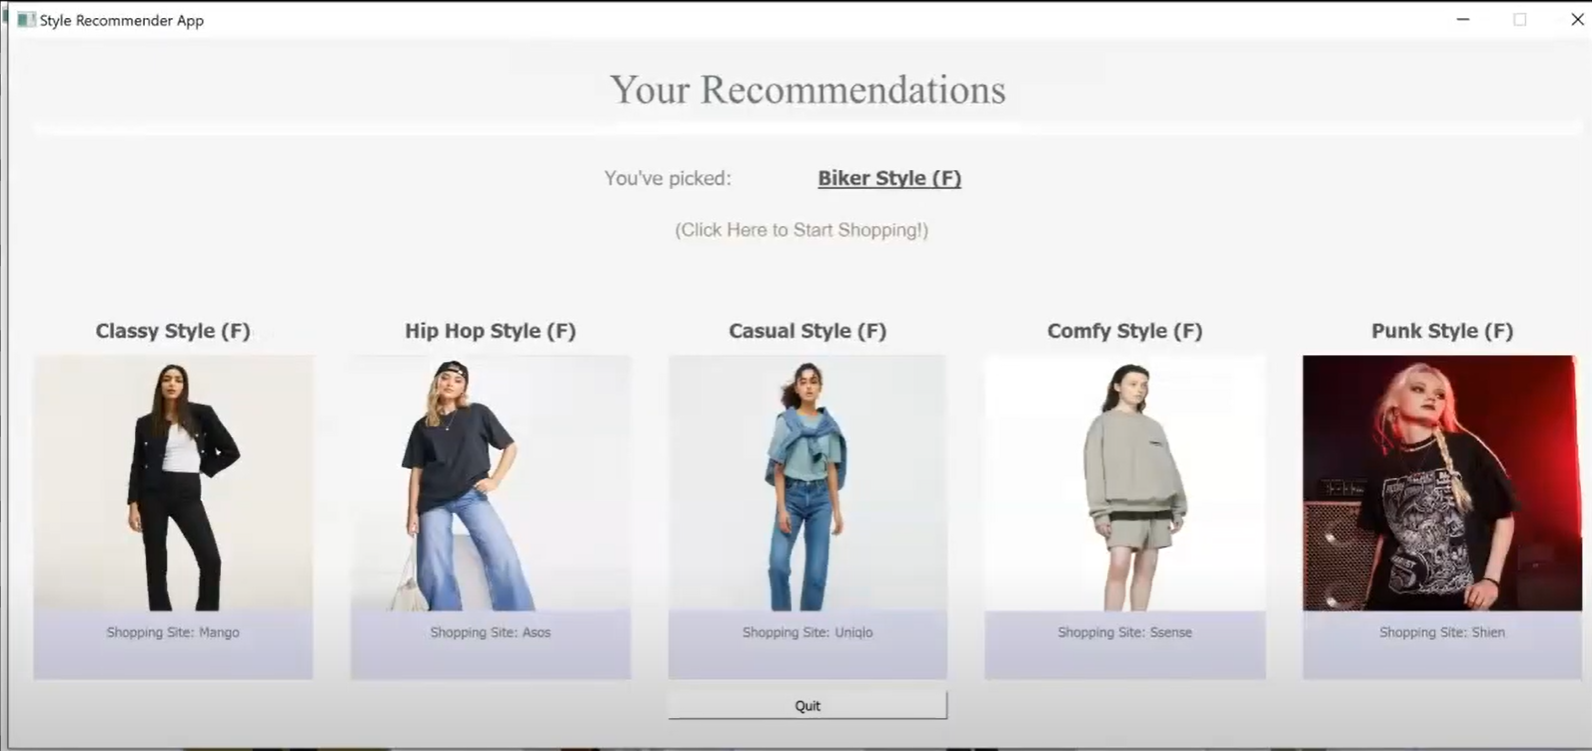 Style Recommender App
Your Recommendations
You've picked: Biker Style (F)
(Click Here to Start Shopping!)
Classy Style (F)
Hip Hop Style (F)
Casual Style (F)
Comfy Style (F)
Punk Style (F)
Shopping Site: Mango
Shopping Site: Asos
Shopping Site: Uniqlo
Shopping Site: Ssense
Shopping Site: Shien
Quit